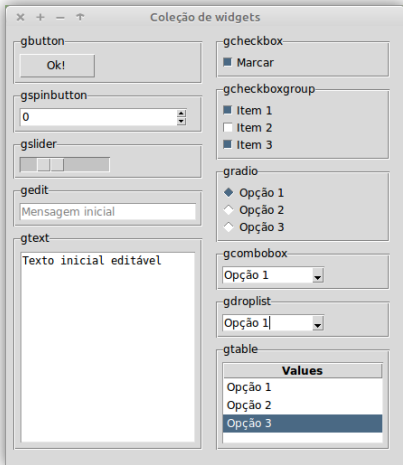 Coleção de widgets
gbutton
Ok!
gspinbutton
0
gslider
gedit
Mensagem inicial
gtext
Texto inicial editável
gcheckbox
Marcar
gcheckboxgroup
Item 1
Item 2
Item 3
gradio
Opção 1
Opção 2
Opção 3
gcombobox
Opção 1
gdroplist
Opção 1
gtable
Values
Opção 1
Opção 2
Opção 3